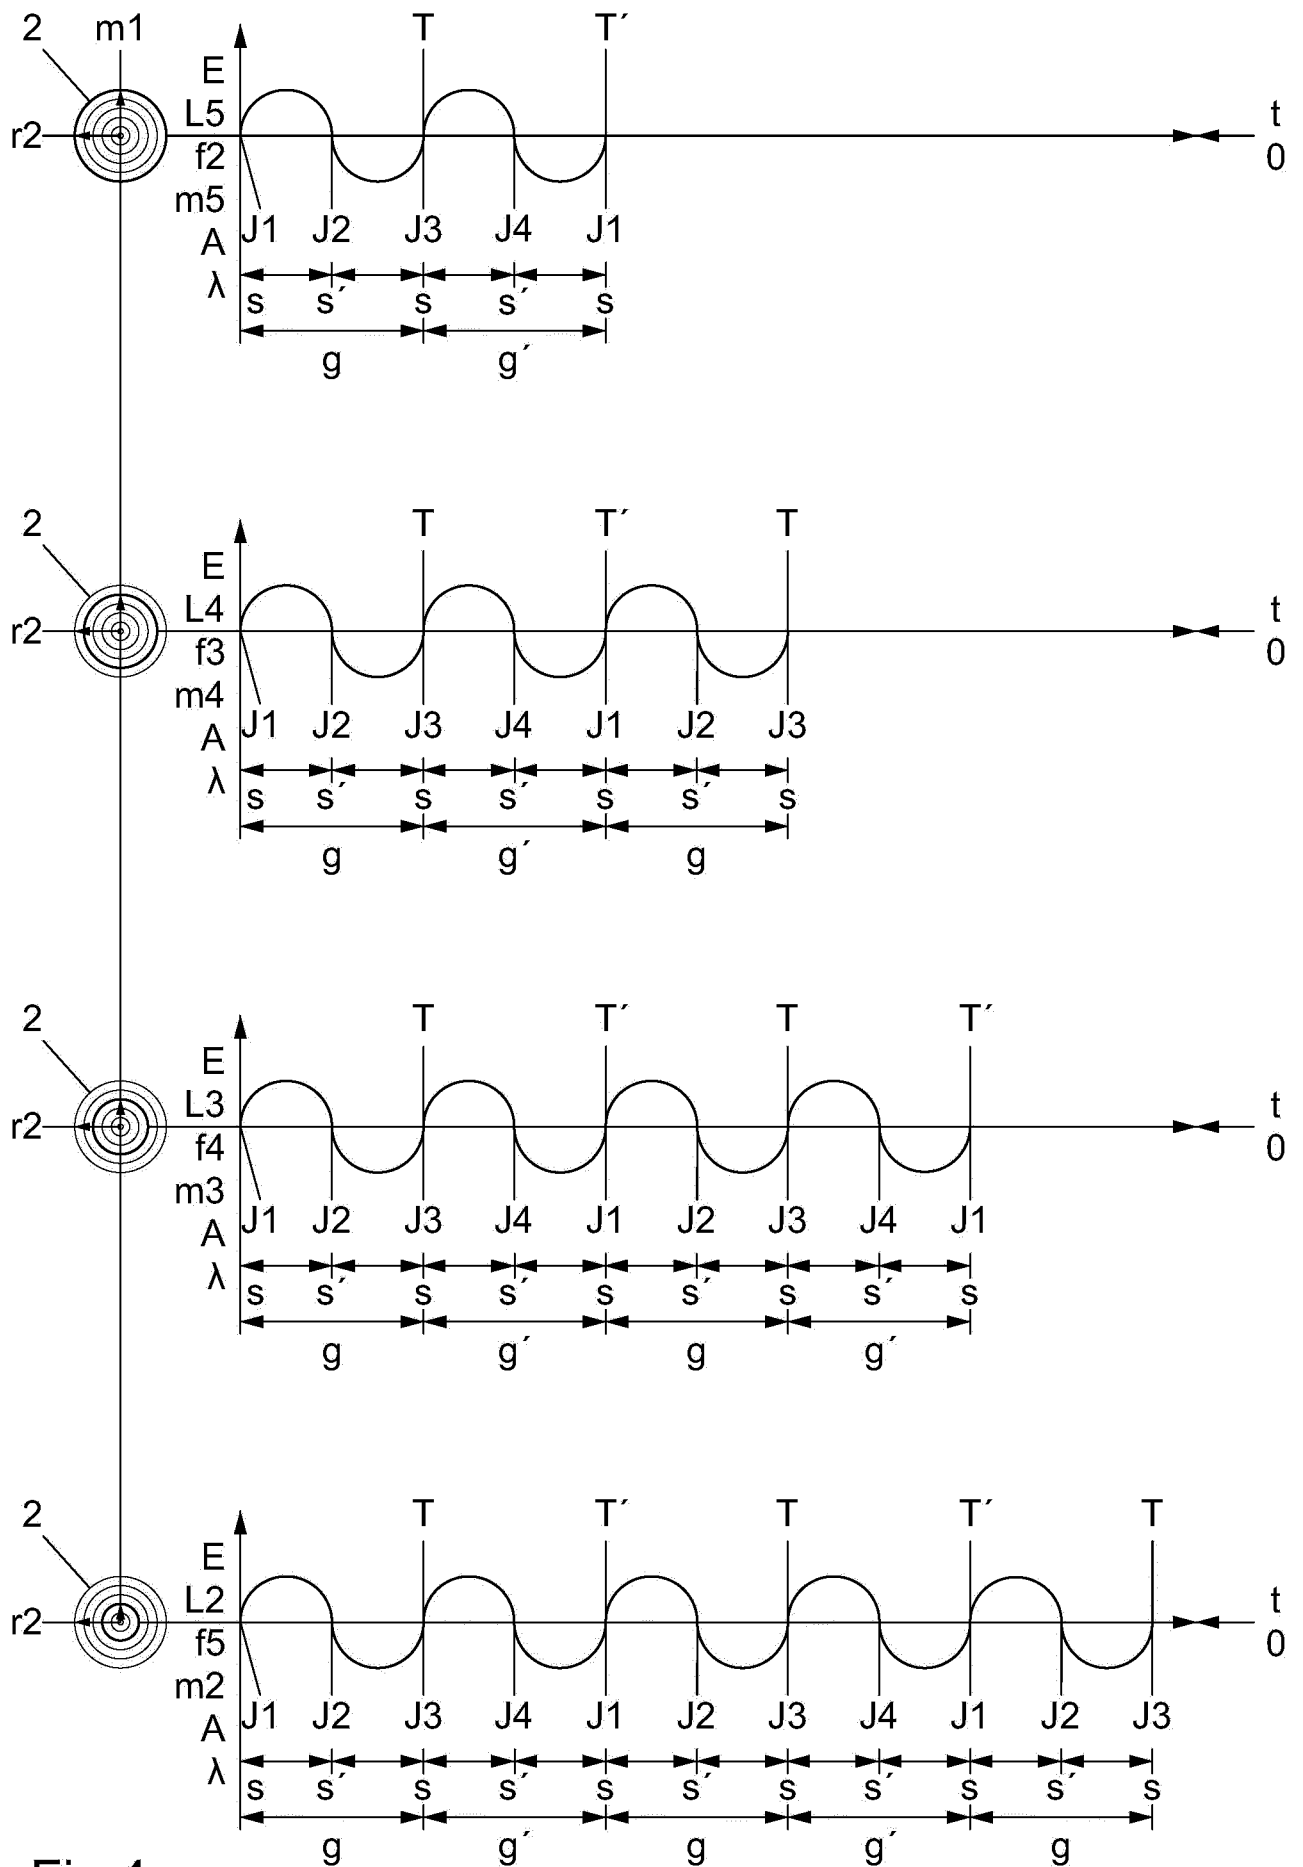 2 m1 T T´
E
L5 t
r2
f2 0
m5
A J1 J2 J3 J4 J1
λ
s s´ s s´ s
g g´
2 T T´ T
E
L4 t
r2
f3 0
m4
A J1 J2 J3 J4 J1 J2 J3
λ
s s´ s s´ s s´ s
g g´ g
2 T T´ T T´
E
L3 t
r2
f4 0
m3
A J1 J2 J3 J4 J1 J2 J3 J4 J1
λ
s s´ s s´ s s´ s s´ s
g g´ g g´
2 T T´ T T´ T
E
L2 t
r2
f5 0
m2
A J1 J2 J3 J4 J1 J2 J3 J4 J1 J2 J3
λ
s s´ s s´ s s´ s s´ s s´ s
g g´ g g´ g